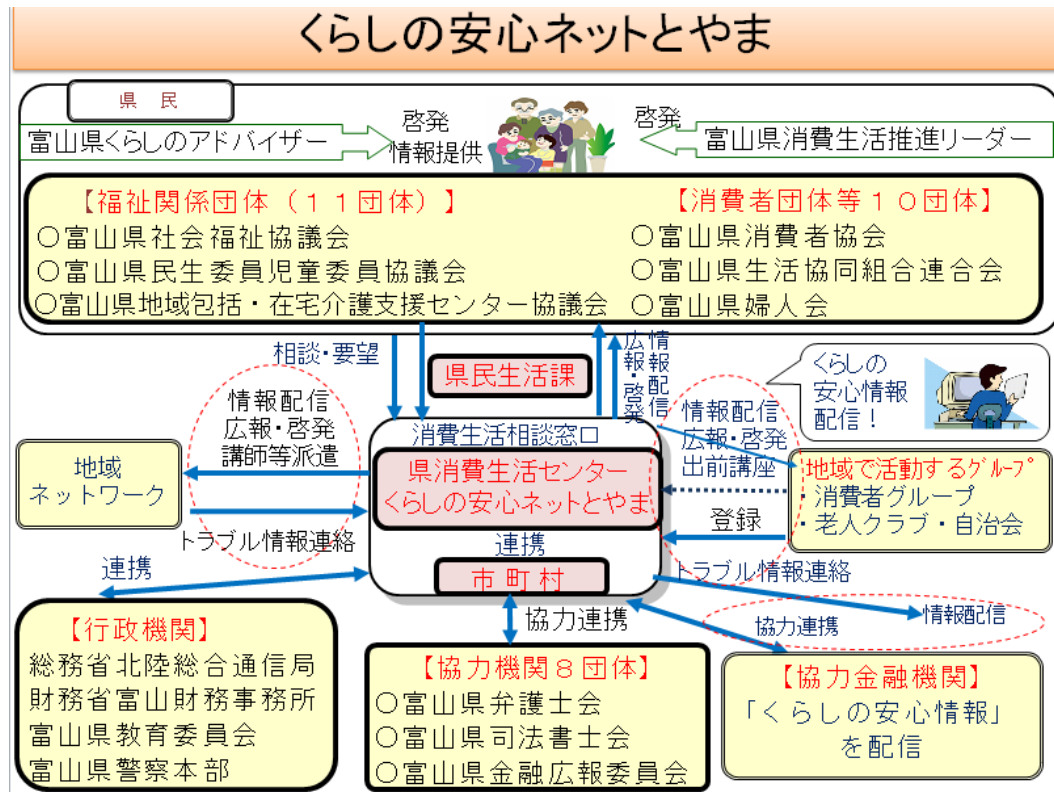 くらしの安心ネットとやま
県 民
富山県くらしのアドバイザー
啓発
情報提供
啓発
富山県消費生活推進リーダー
【福祉関係団体(11団体)】
○富山県社会福祉協議会
○富山県民生委員児童委員協議会
○富山県地域包括・在宅介護支援センター協議会
【消費者団体等10団体】
○富山県消費者協会
○富山県生活協同組合連合会
○富山県婦人会
相談・要望
県民生活課
情報配信
広報・啓発
くらしの
安心情報
配信!
情報配信
広報・啓発
講師等派遣
消費生活相談窓口
県消費生活センター
くらしの安心ネットとやま
連携
市町村
情報配信
広報・啓発
出前講座
地域
ネットワーク
地域で活動するグループ
・消費者グループ
・老人クラブ・自治会
登録
トラブル情報連絡
トラブル情報連絡
連携
協力連携
協力連携
情報配信
【行政機関】
総務省北陸総合通信局
財務省富山財務事務所
富山県教育委員会
富山県警察本部
【協力機関8団体】
○富山県弁護士会
○富山県司法書士会
○富山県金融広報委員会
【協力金融機関】
「くらしの安心情報」
を配信